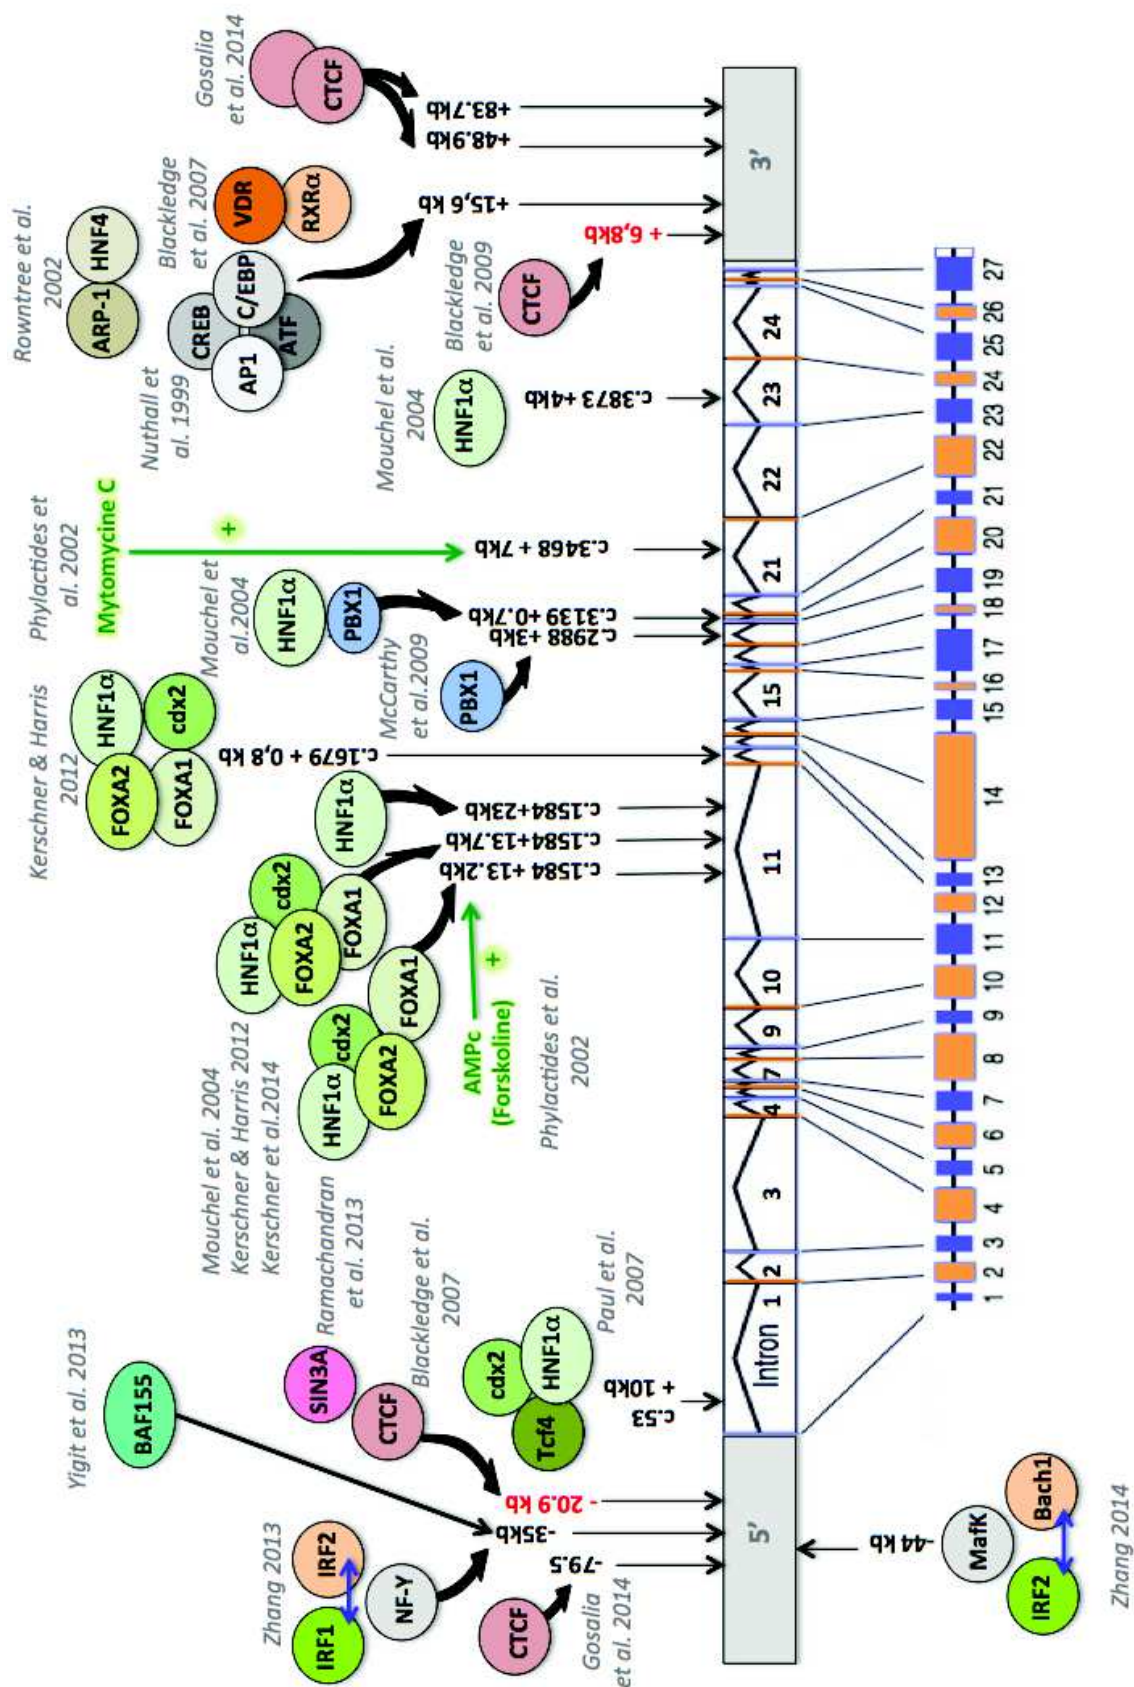 Yigit et al. 2013
BAF155
Zhang 2013
IRF1
IRF2
NF-Y
CTCF
Gosalia
et al. 2014
-79.5
-35kb
- 20.9 kb
SIN3A
Ramachandran
et al. 2013
CTCF
Blackledge et al.
2007
cdx2
Tcf4
HNF1α
Paul et al.
2007
c.53
+ 10kb
Mouchel et al. 2004
Kerschner & Harris 2012
Kerschner et al.2014
HNF1α
cdx2
FOXA2
FOXA1
HNF1α
cdx2
FOXA2
FOXA1
HNF1α
AMPc
(Forskoline)
+
Phylactides et al.
2002
c.1584 +13.2kb
c.1584+13.7kb
c.1584+23kb
Kerschner & Harris
2012
FOXA2
HNF1α
FOXA1
cdx2
c.1679 + 0,8 kb
Mouchel et
al.2004
HNF1α
PBX1
McCarthy
et al.2009
PBX1
c.2988 +3kb
c.3139+0.7kb
Phylactides et
al. 2002
Mytomycine C
+
c.3468 + 7kb
Mouchel et al.
2004
HNF1α
c.3873 +4kb
Rowntree et al.
2002
ARP-1
HNF4
Nuthall et
al. 1999
CREB
AP1
C/EBP
ATF
Blackledge
et al. 2007
VDR
RXRα
Blackledge
et al. 2009
CTCF
+ 6,8kb
+15,6 kb
Gosalia
et al. 2014
CTCF
+48.9kb
+83.7kb
5'
Intron 1
2
3
4
7
9
10
11
15
21
22
23
24
3'
1
2
3
4
5
6
7
8
9
10
11
12
13
14
15
16
17
18
19
20
21
22
23
24
25
26
27
-44 kb
MafK
IRF2
Bach1
Zhang 2014